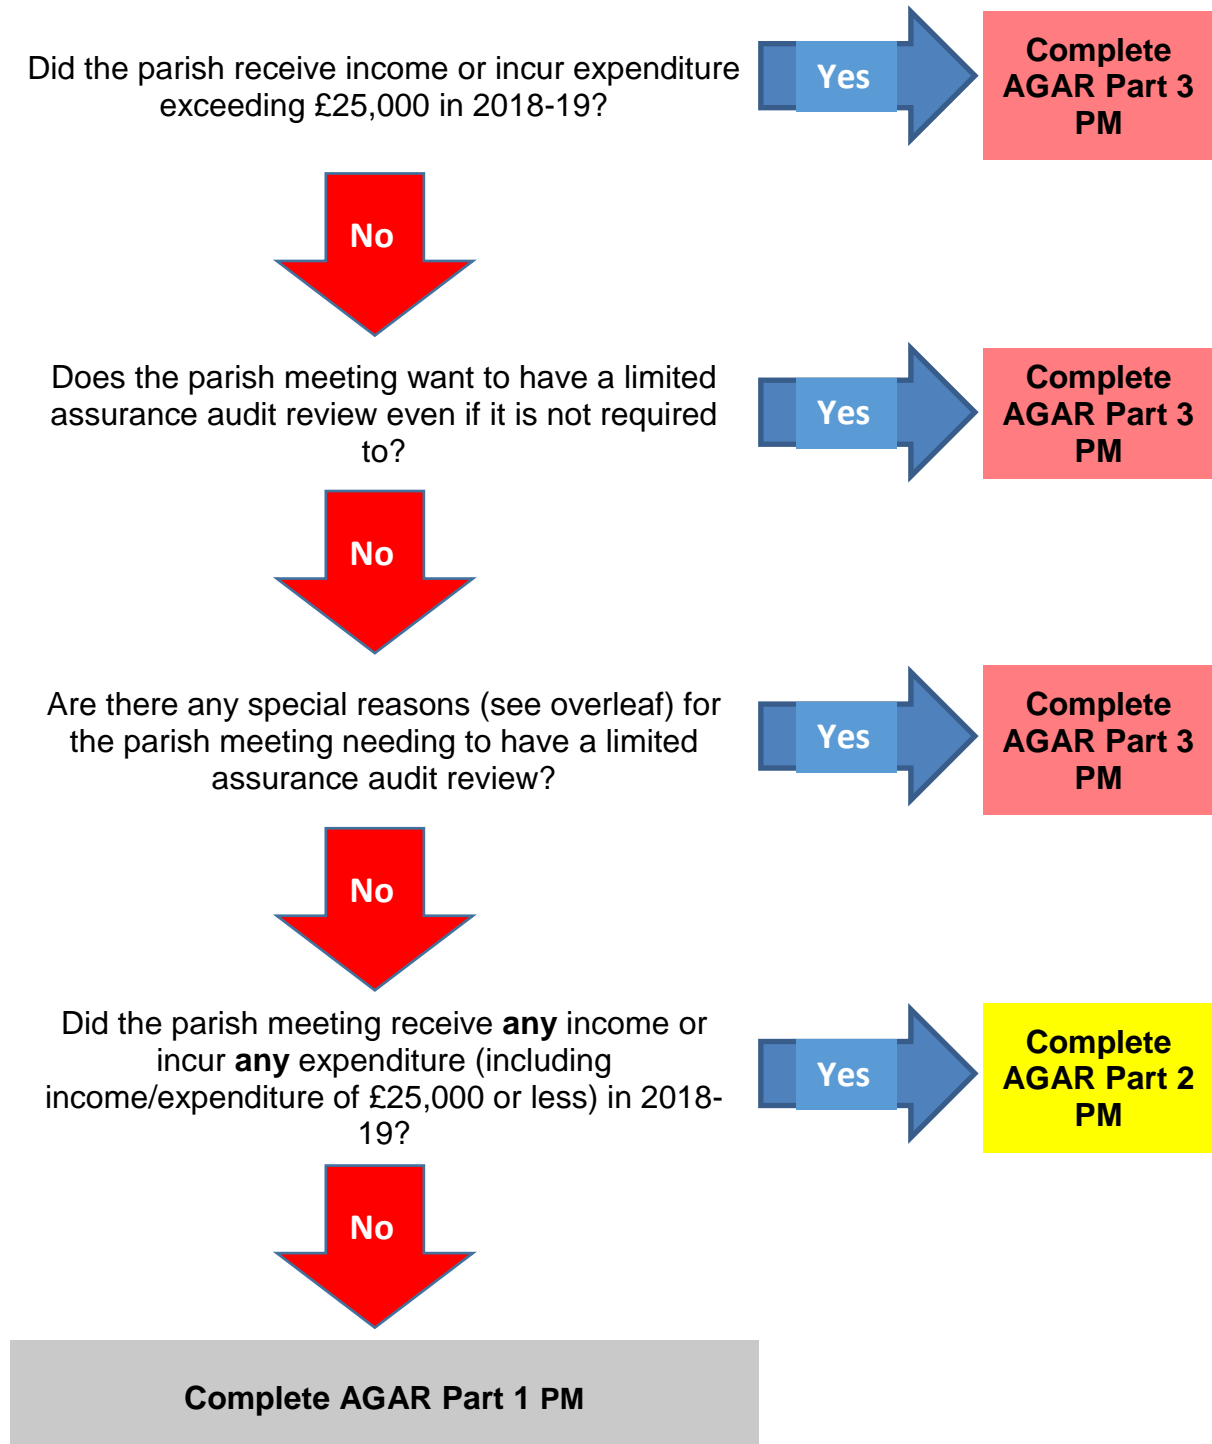 Did the parish receive income or incur expenditure
exceeding £25,000 in 2018-19?
Yes
Complete
AGAR Part 3
PM
No
Does the parish meeting want to have a limited
assurance audit review even if it is not required
to?
Yes
Complete
AGAR Part 3
PM
No
Are there any special reasons (see overleaf) for
the parish meeting needing to have a limited
assurance audit review?
Yes
Complete
AGAR Part 3
PM
No
Did the parish meeting receive any income or
incur any expenditure (including
income/expenditure of £25,000 or less) in 2018-
19?
Yes
Complete
AGAR Part 2
PM
No
Complete AGAR Part 1 PM